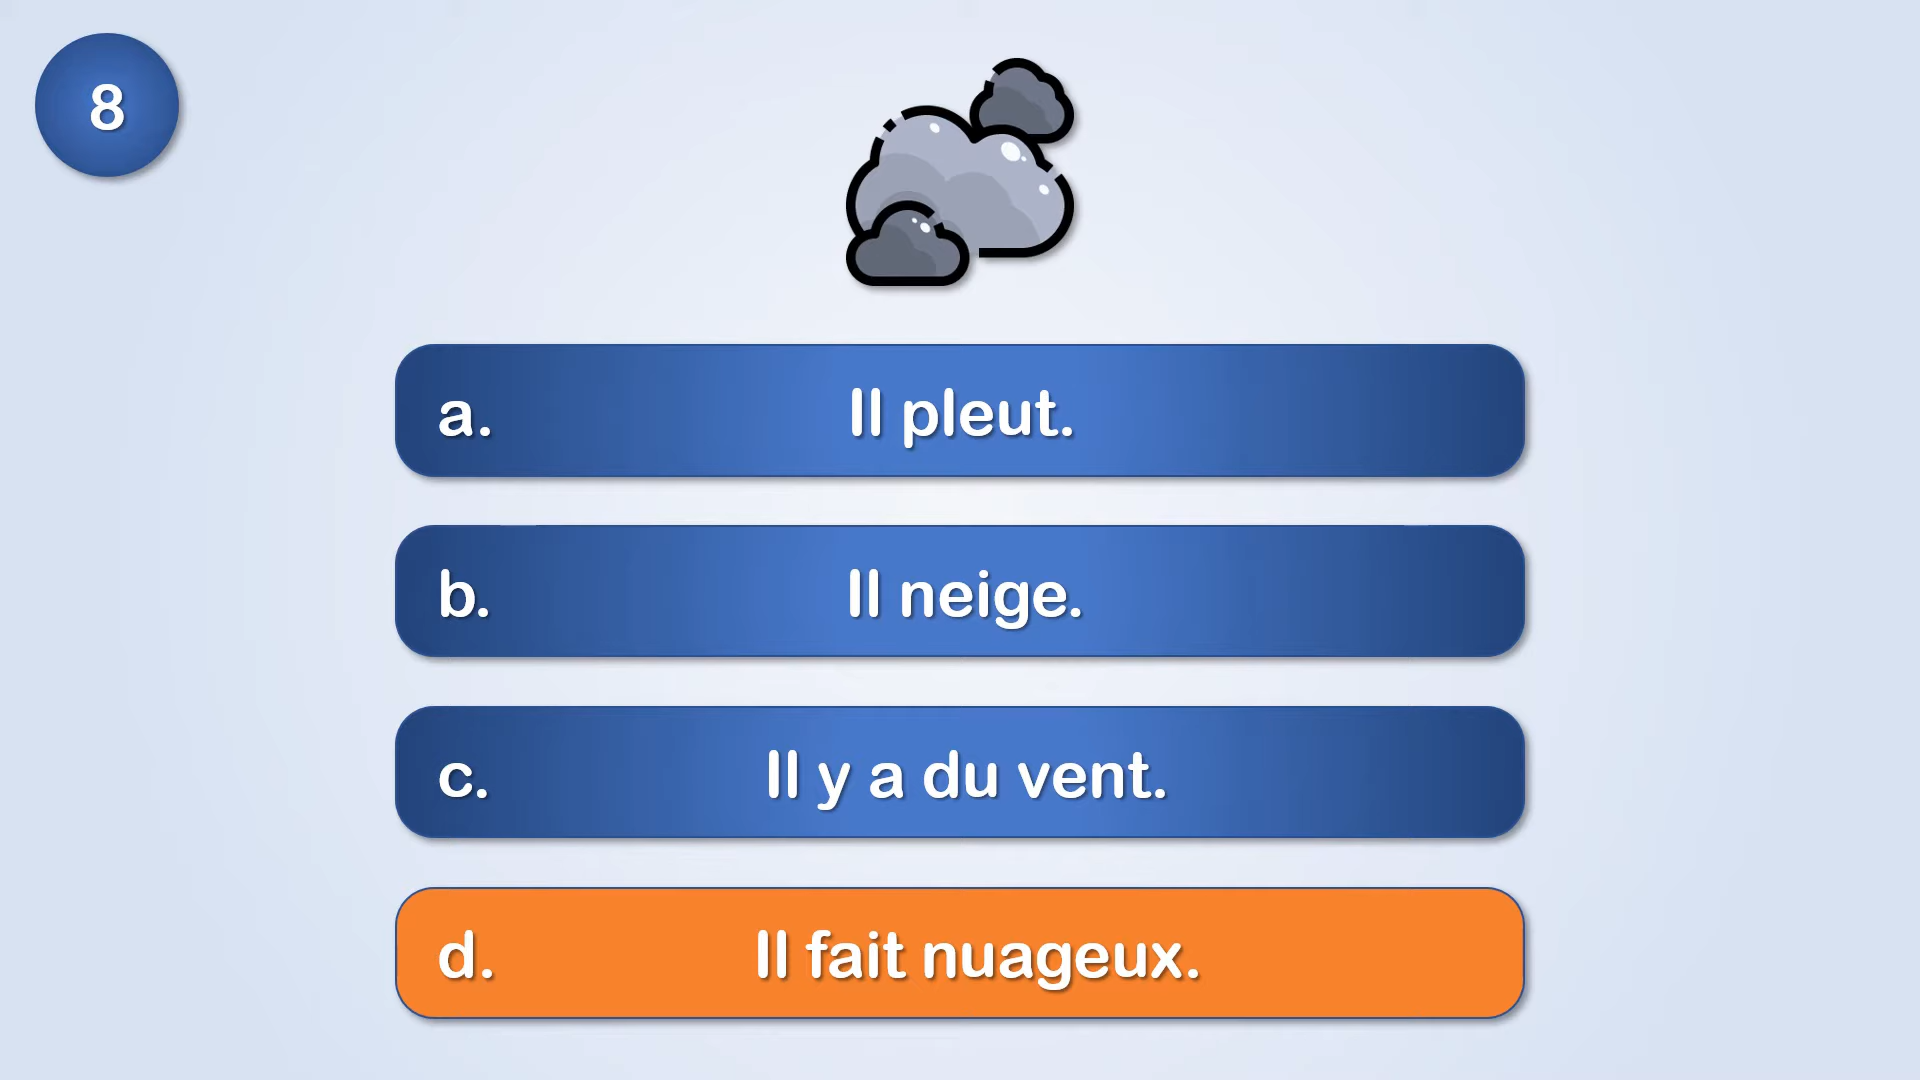 8
a. Il pleut.
b. Il neige.
c. Il y a du vent.
d. Il fait nuageux.